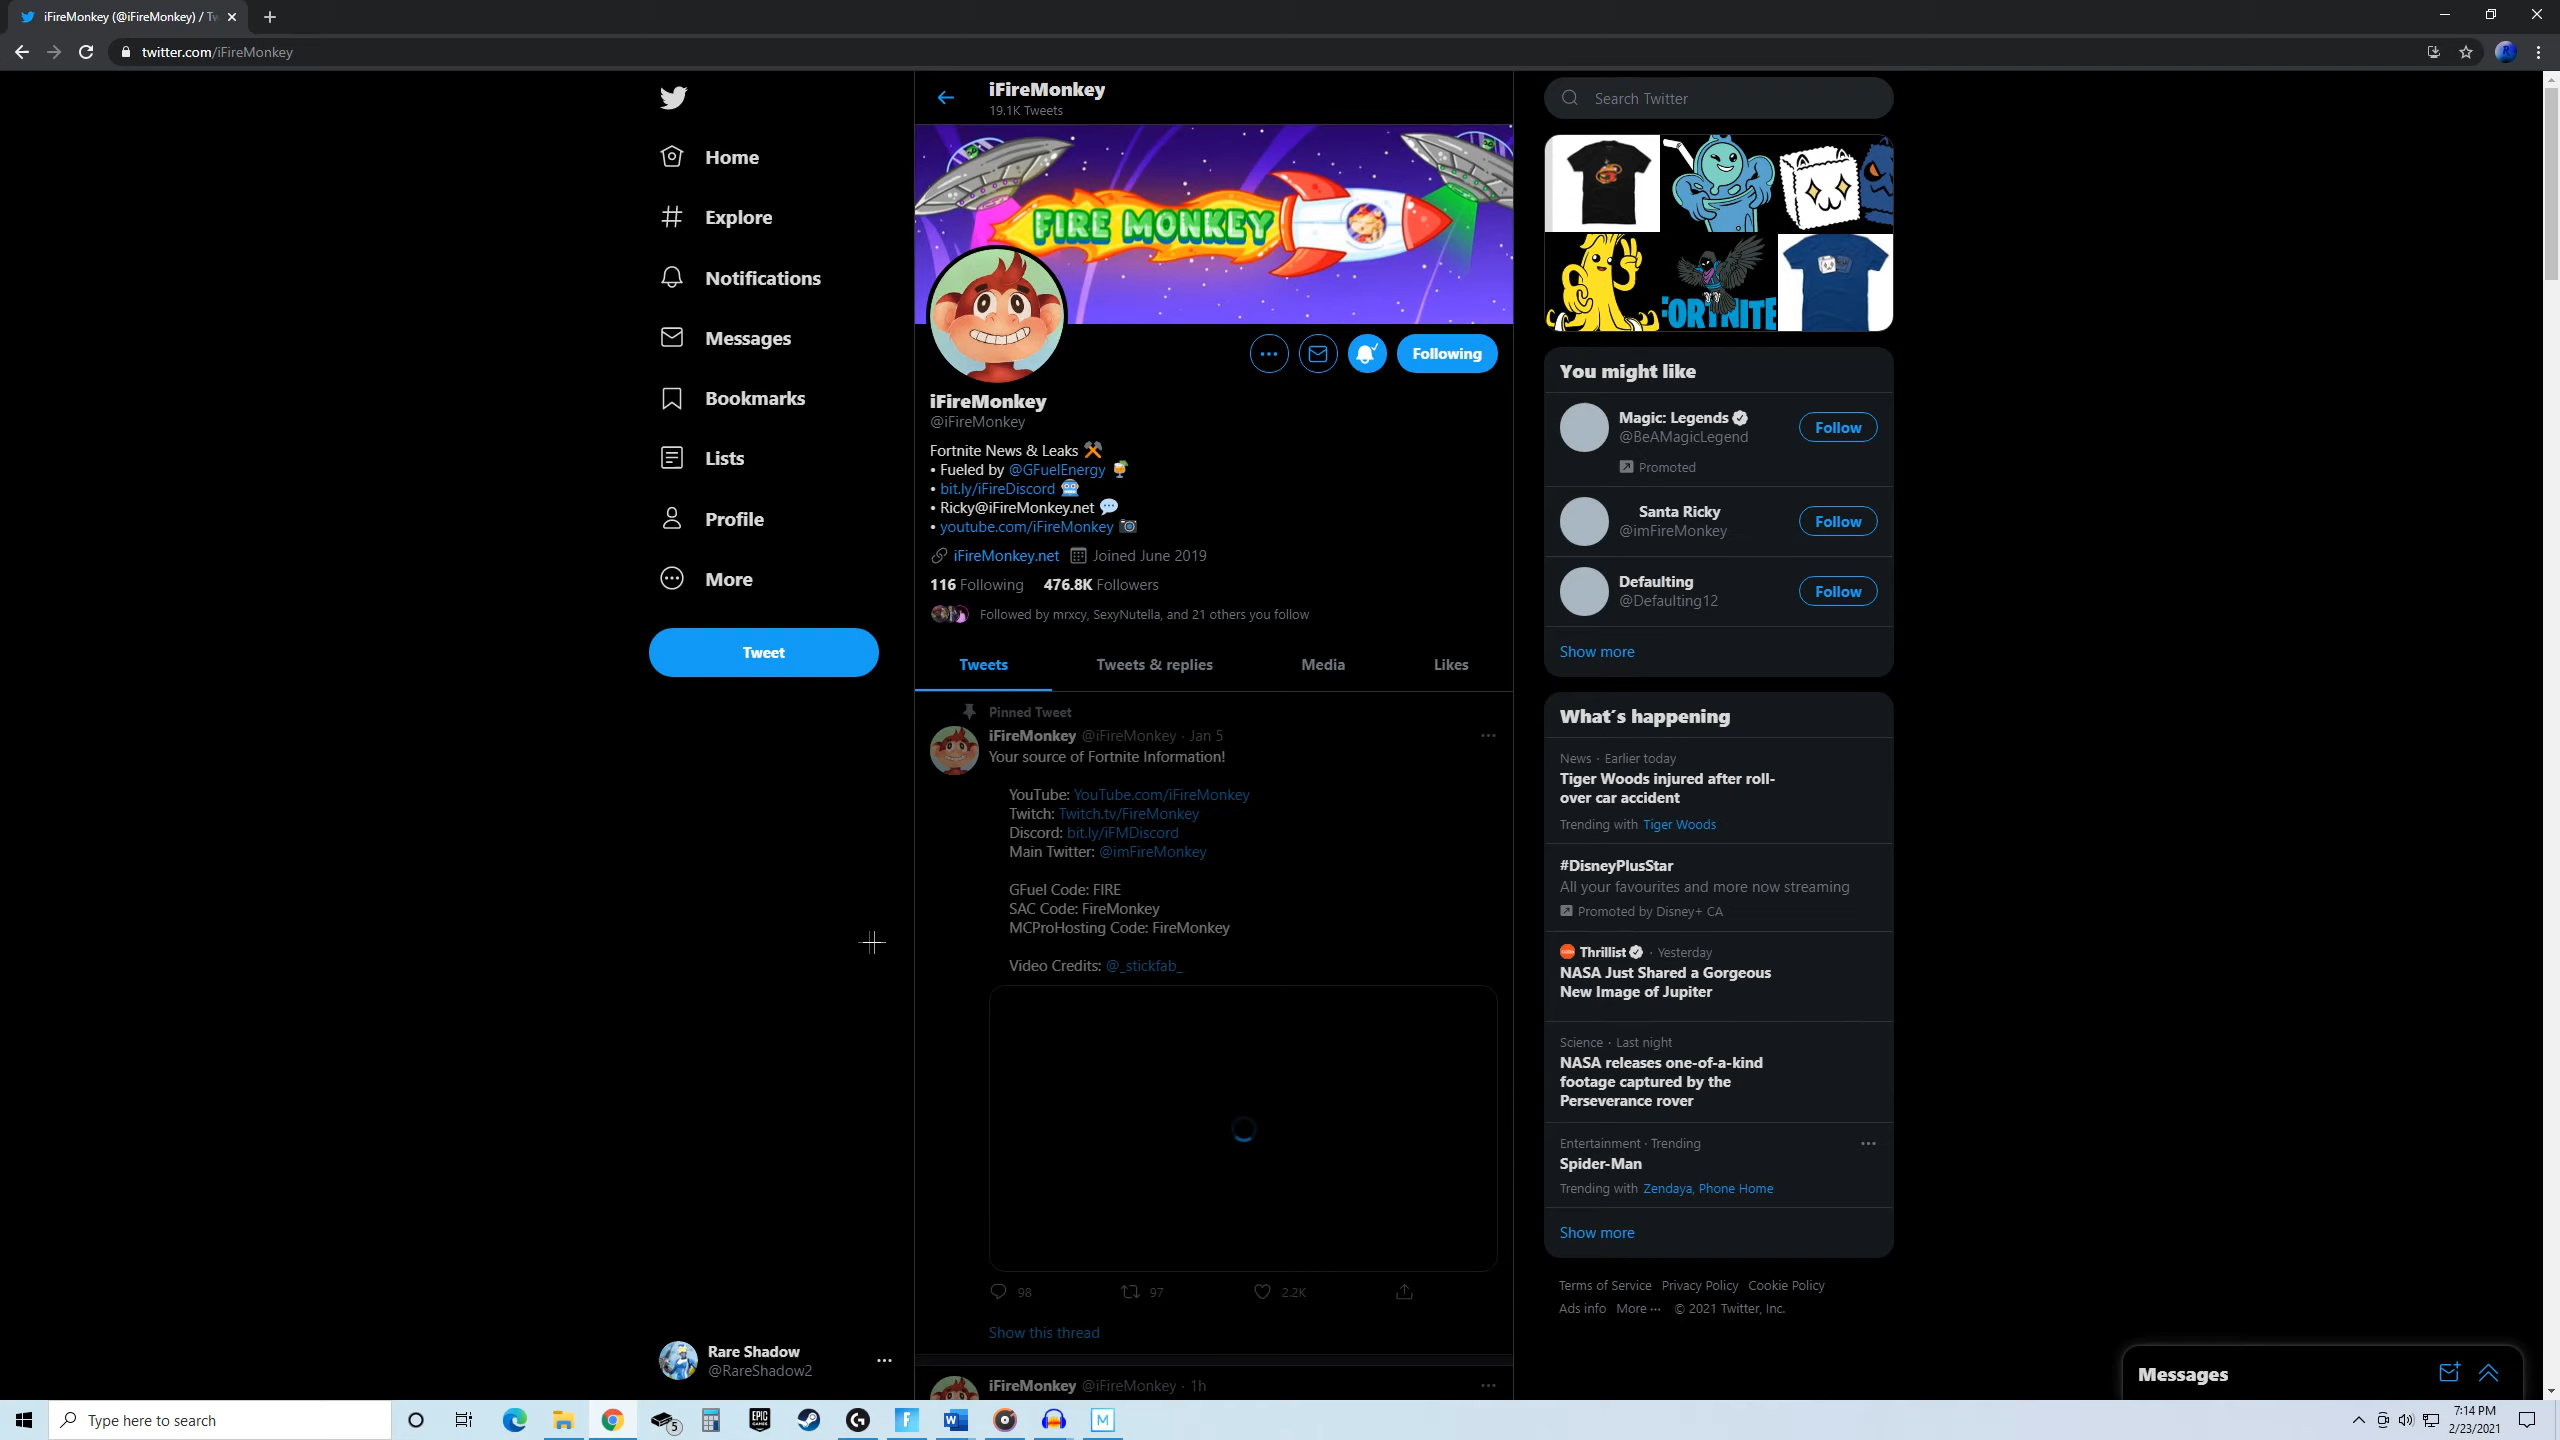 iFireMonkey (@iFireMonkey) / Tw
twitter.com/iFireMonkey
Home
Explore
Notifications
Messages
Bookmarks
Lists
Profile
More
Tweet
Rare Shadow
@RareShadow2
iFireMonkey
19.1K Tweets
FIRE MONKEY
Following
iFireMonkey
@iFireMonkey
Fortnite News & Leaks
• Fueled by @GFuelEnergy
• bit.ly/iFireDiscord
• Ricky@iFireMonkey.net
• youtube.com/iFireMonkey
iFireMonkey.net Joined June 2019
116 Following 476.8K Followers
Followed by mrxcy, SexyNutella, and 21 others you follow
Tweets Tweets & replies Media Likes
Pinned Tweet
iFireMonkey @iFireMonkey · Jan 5
Your source of Fortnite Information!
YouTube: YouTube.com/iFireMonkey
Twitch: Twitch.tv/FireMonkey
Discord: bit.ly/iFMDiscord
Main Twitter: @imFireMonkey
GFuel Code: FIRE
SAC Code: FireMonkey
MCProHosting Code: FireMonkey
Video Credits: @_stickfab_
98 97 2.2K
Show this thread
iFireMonkey @iFireMonkey · 1h
Search Twitter
FORTNITE
You might like
Magic: Legends
@BeAMagicLegend
Follow
Promoted
Santa Ricky
@imFireMonkey
Follow
Defaulting
@Defaulting12
Follow
Show more
What´s happening
News · Earlier today
Tiger Woods injured after roll-
over car accident
Trending with Tiger Woods
#DisneyPlusStar
All your favourites and more now streaming
Promoted by Disney+ CA
Thrillist · Yesterday
NASA Just Shared a Gorgeous
New Image of Jupiter
Science · Last night
NASA releases one-of-a-kind
footage captured by the
Perseverance rover
Entertainment · Trending
Spider-Man
Trending with Zendaya, Phone Home
Show more
Terms of Service Privacy Policy Cookie Policy
Ads info More ··· © 2021 Twitter, Inc.
Messages
Type here to search
5
EPIC
GAMES
7:14 PM
2/23/2021